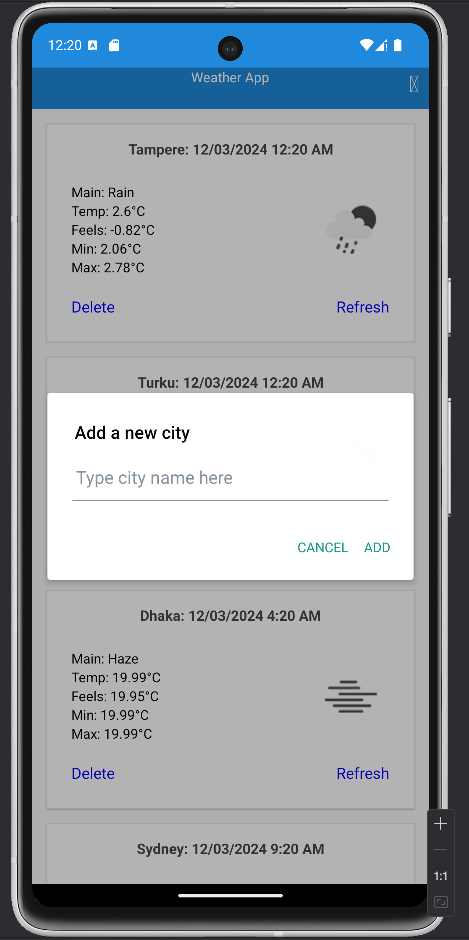 12:20
Weather App
Tampere: 12/03/2024 12:20 AM
Main: Rain
Temp: 2.6°C
Feels: -0.82°C
Min: 2.06°C
Max: 2.78°C
Delete
Refresh
Turku: 12/03/2024 12:20 AM
Add a new city
Type city name here
CANCEL ADD
Dhaka: 12/03/2024 4:20 AM
Main: Haze
Temp: 19.99°C
Feels: 19.95°C
Min: 19.99°C
Max: 19.99°C
Delete
Refresh
Sydney: 12/03/2024 9:20 AM
1:1